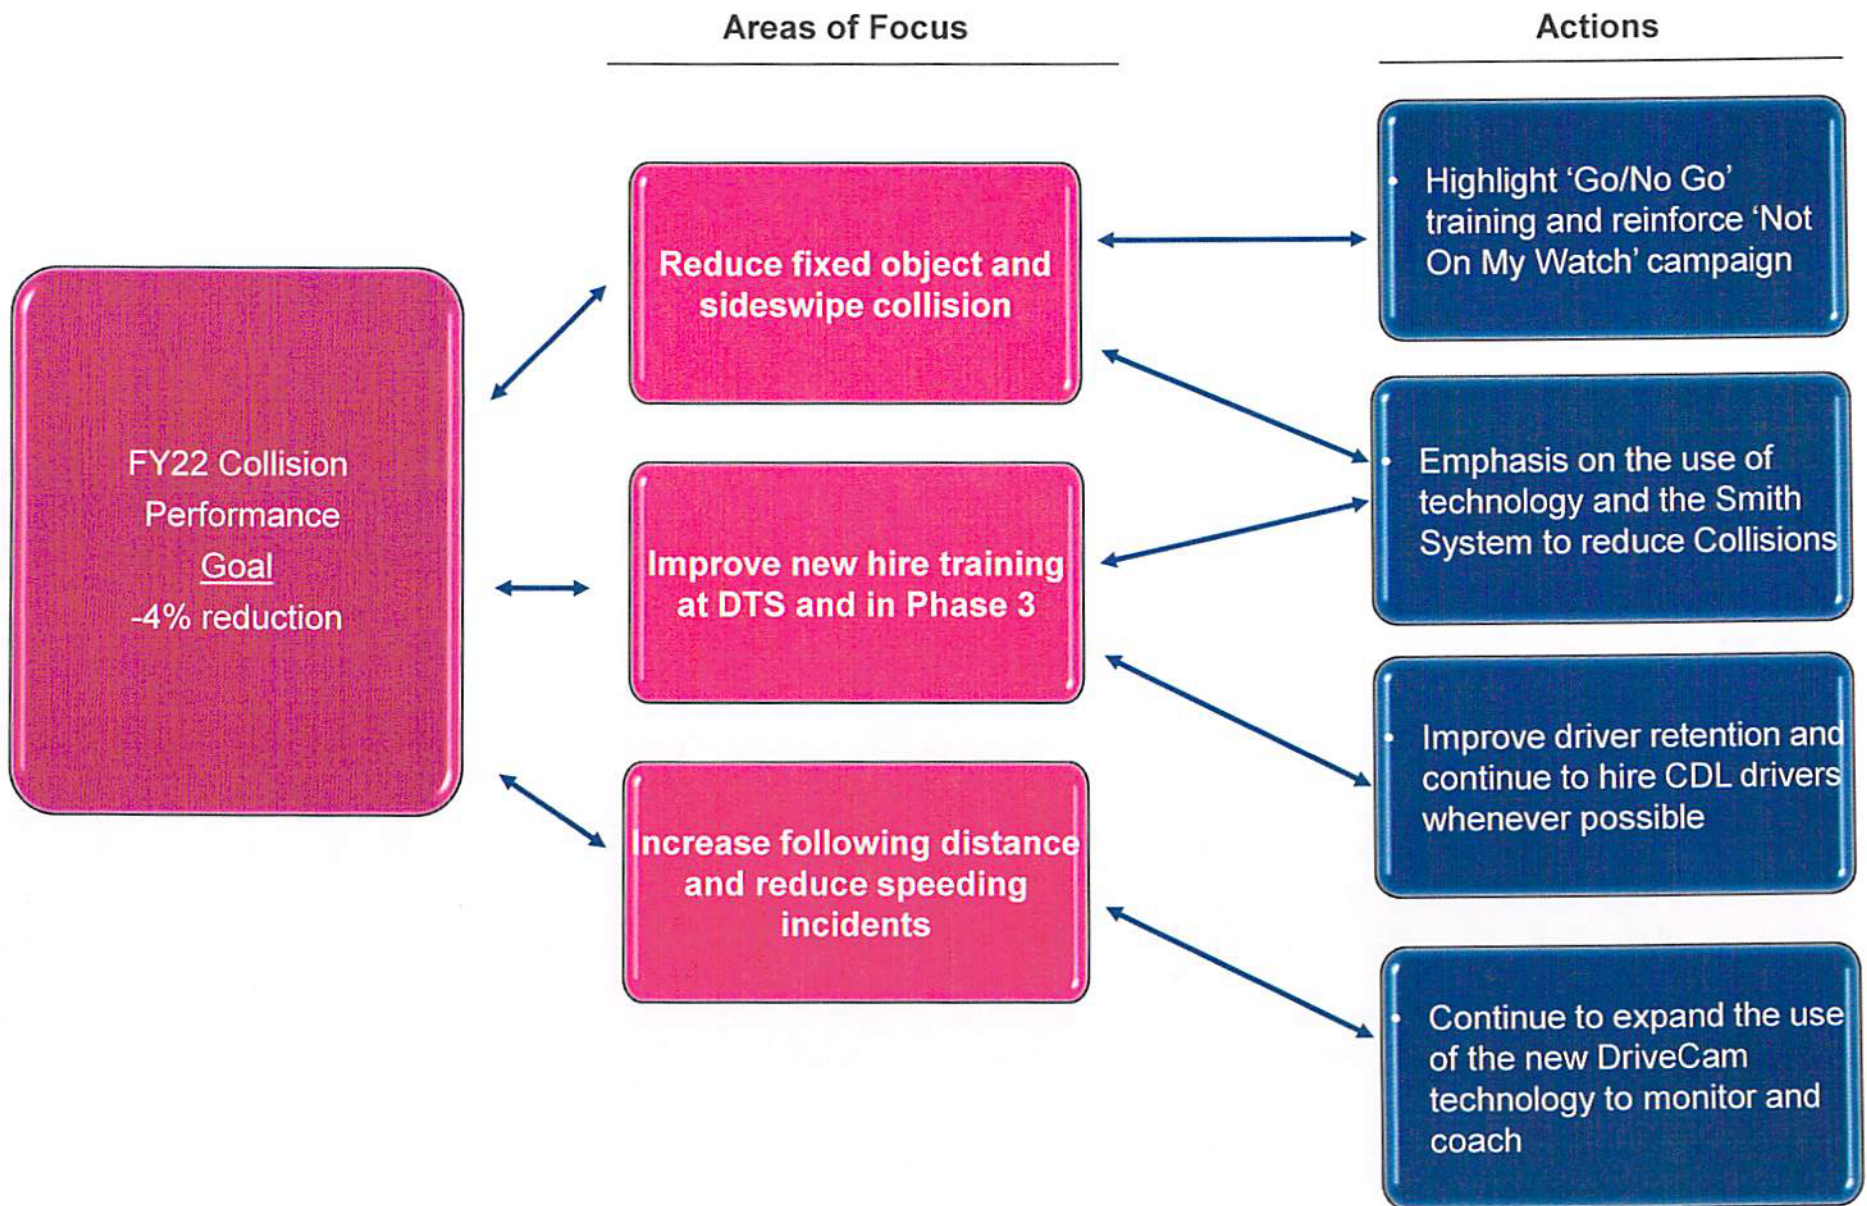 Areas of Focus
Actions
FY22 Collision
Performance
Goal
-4% reduction
Reduce fixed object and
sideswipe collision
Improve new hire training
at DTS and in Phase 3
Increase following distance
and reduce speeding
incidents
• Highlight ‘Go/No Go’
training and reinforce ‘Not
On My Watch’ campaign
• Emphasis on the use of
technology and the Smith
System to reduce Collisions
• Improve driver retention and
continue to hire CDL drivers
whenever possible
• Continue to expand the use
of the new DriveCam
technology to monitor and
coach